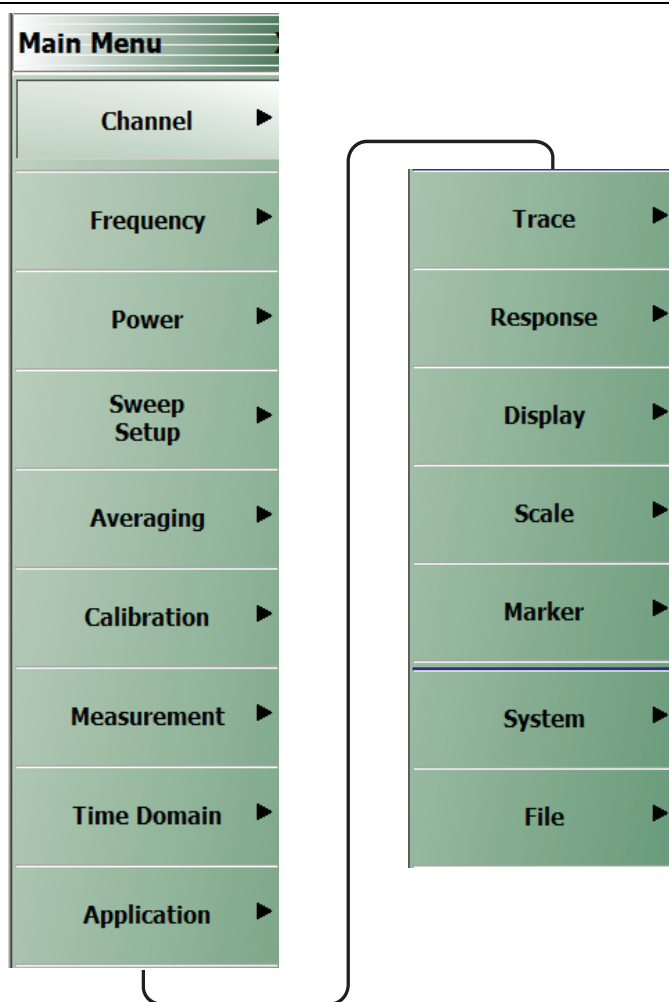 Main Menu
Channel
Frequency
Power
Sweep
Setup
Averaging
Calibration
Measurement
Time Domain
Application
Trace
Response
Display
Scale
Marker
System
File